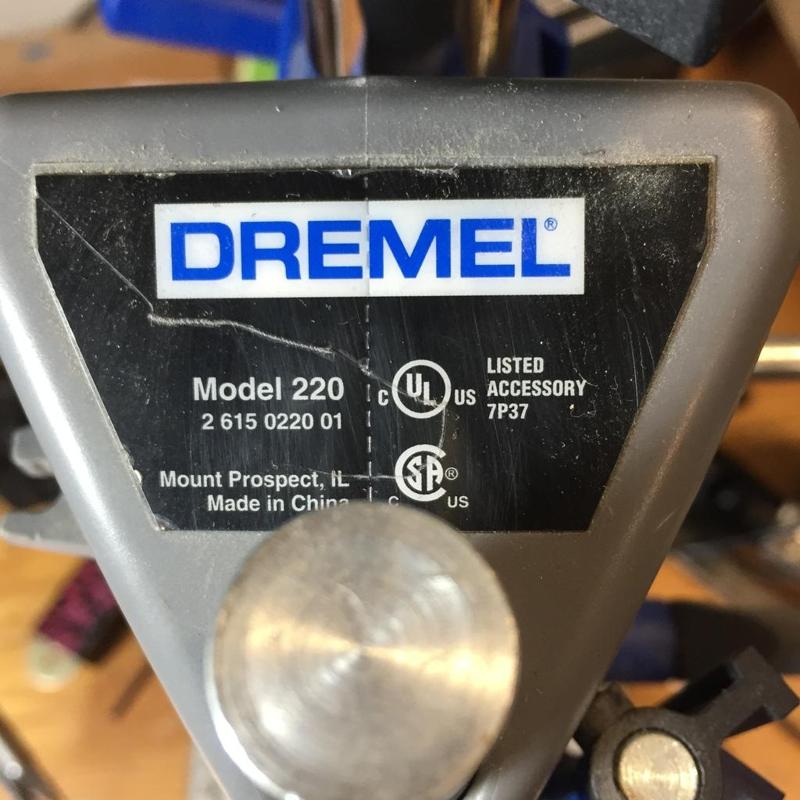 DREMEL®
Model 220
2 615 0220 01
Mount Prospect, IL
Made in China
C UL US
LISTED
ACCESSORY
7P37
SA®
C US